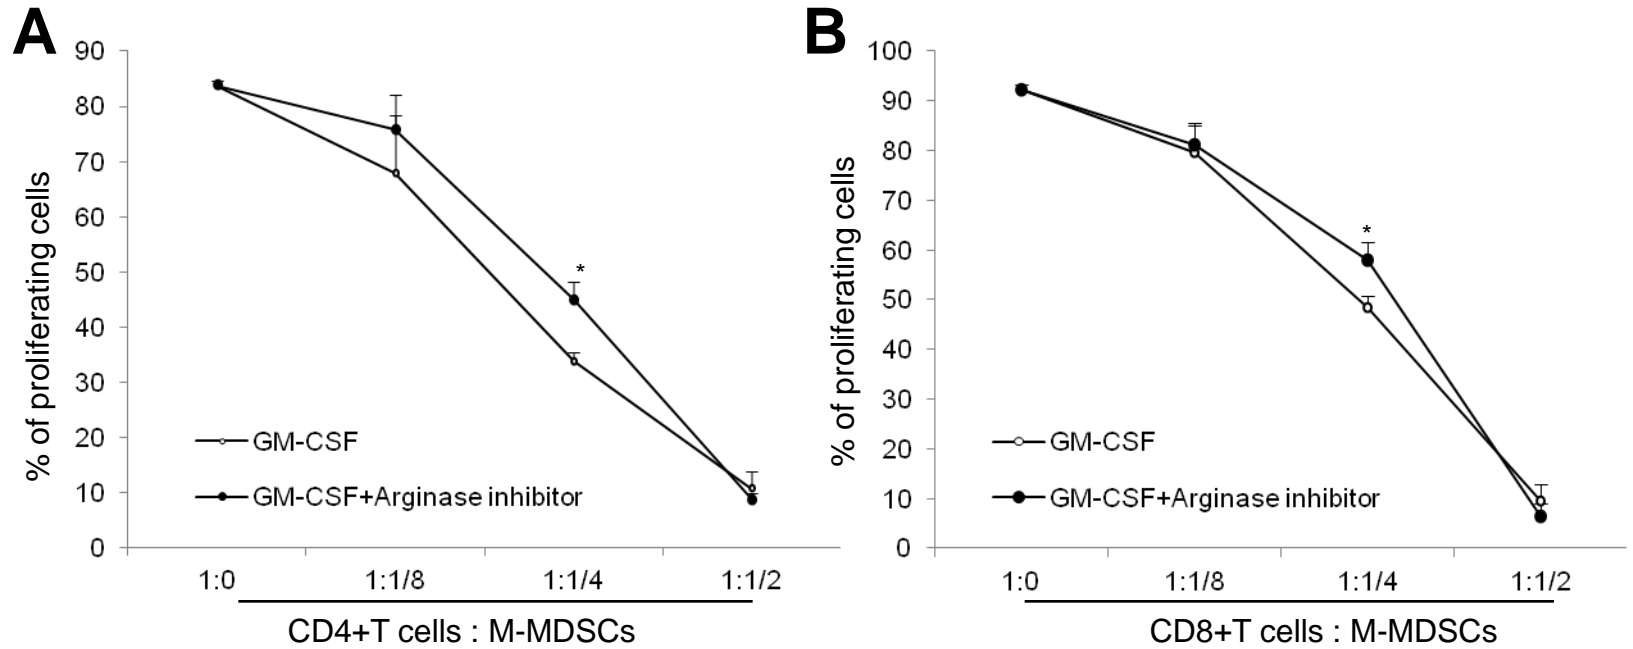 A
90
80
70
60
50
40
30
20
10
0
% of proliferating cells
*
GM-CSF
GM-CSF+Arginase inhibitor
1:0 1:1/8 1:1/4 1:1/2
CD4+T cells : M-MDSCs
B
100
90
80
70
60
50
40
30
20
10
0
% of proliferating cells
*
GM-CSF
GM-CSF+Arginase inhibitor
1:0 1:1/8 1:1/4 1:1/2
CD8+T cells : M-MDSCs